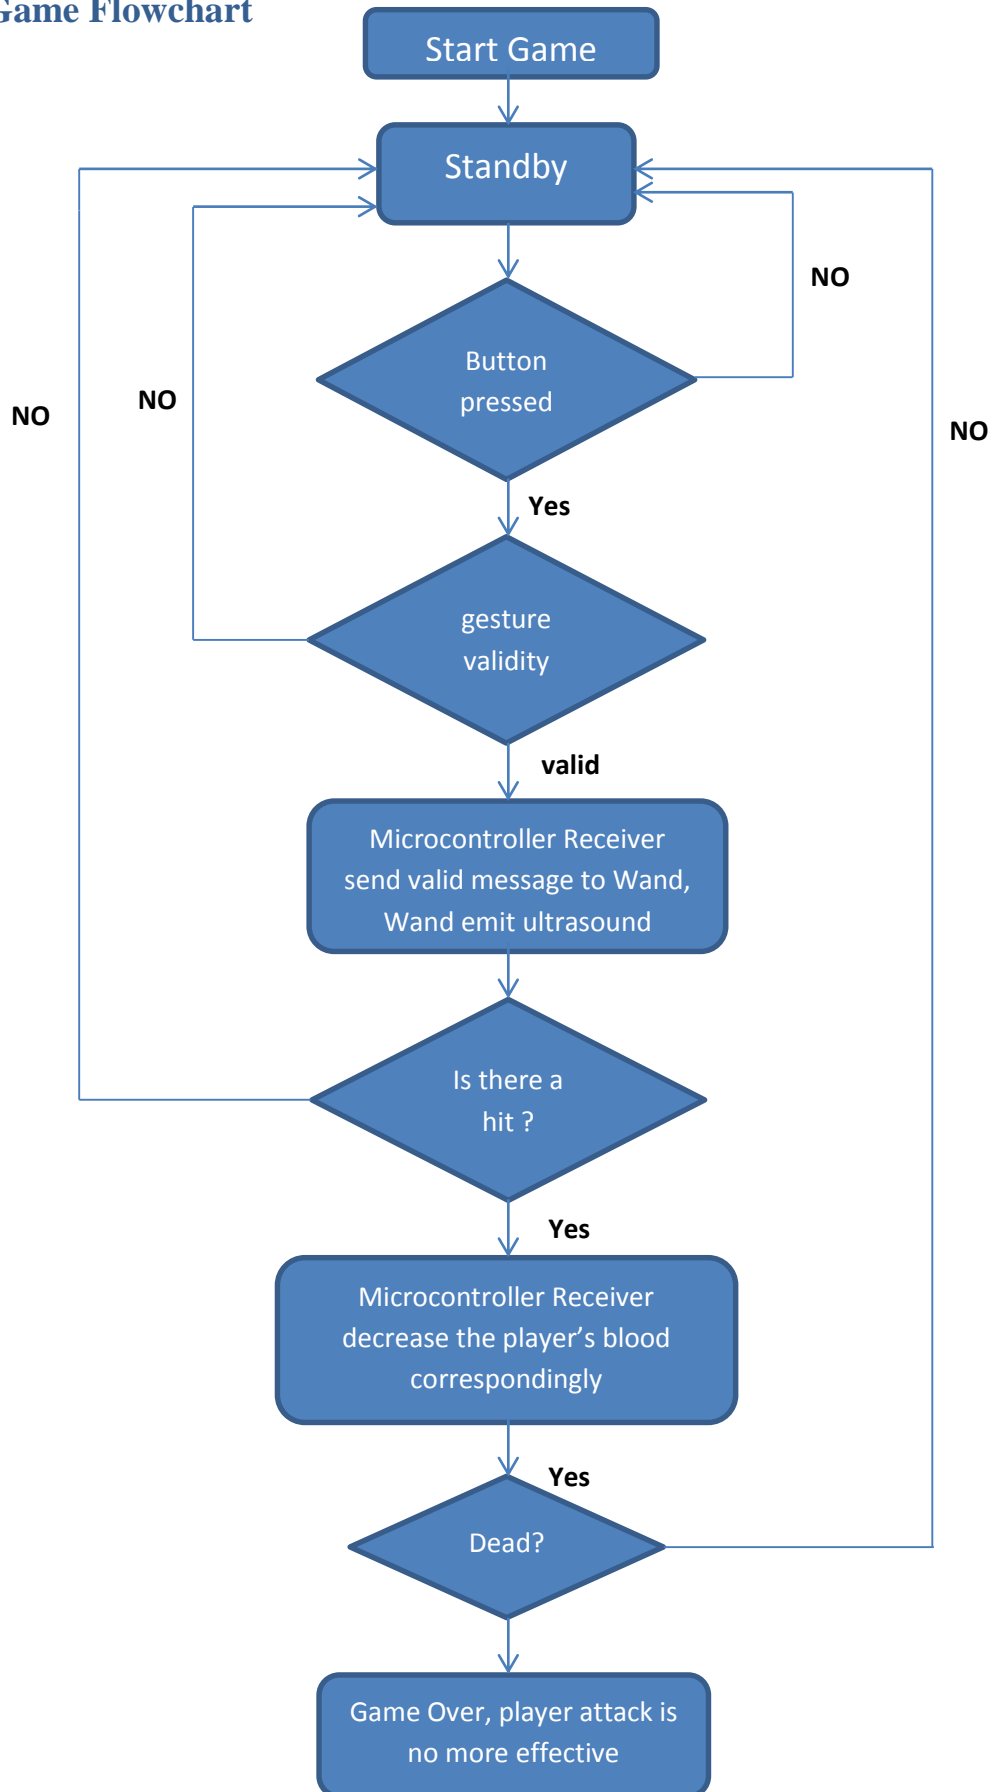 Game Flowchart
Start Game
Standby
NO
Button
pressed
NO
NO
NO
Yes
gesture
validity
valid
Microcontroller Receiver
send valid message to Wand,
Wand emit ultrasound
Is there a
hit ?
Yes
Microcontroller Receiver
decrease the player’s blood
correspondingly
Yes
Dead?
Game Over, player attack is
no more effective